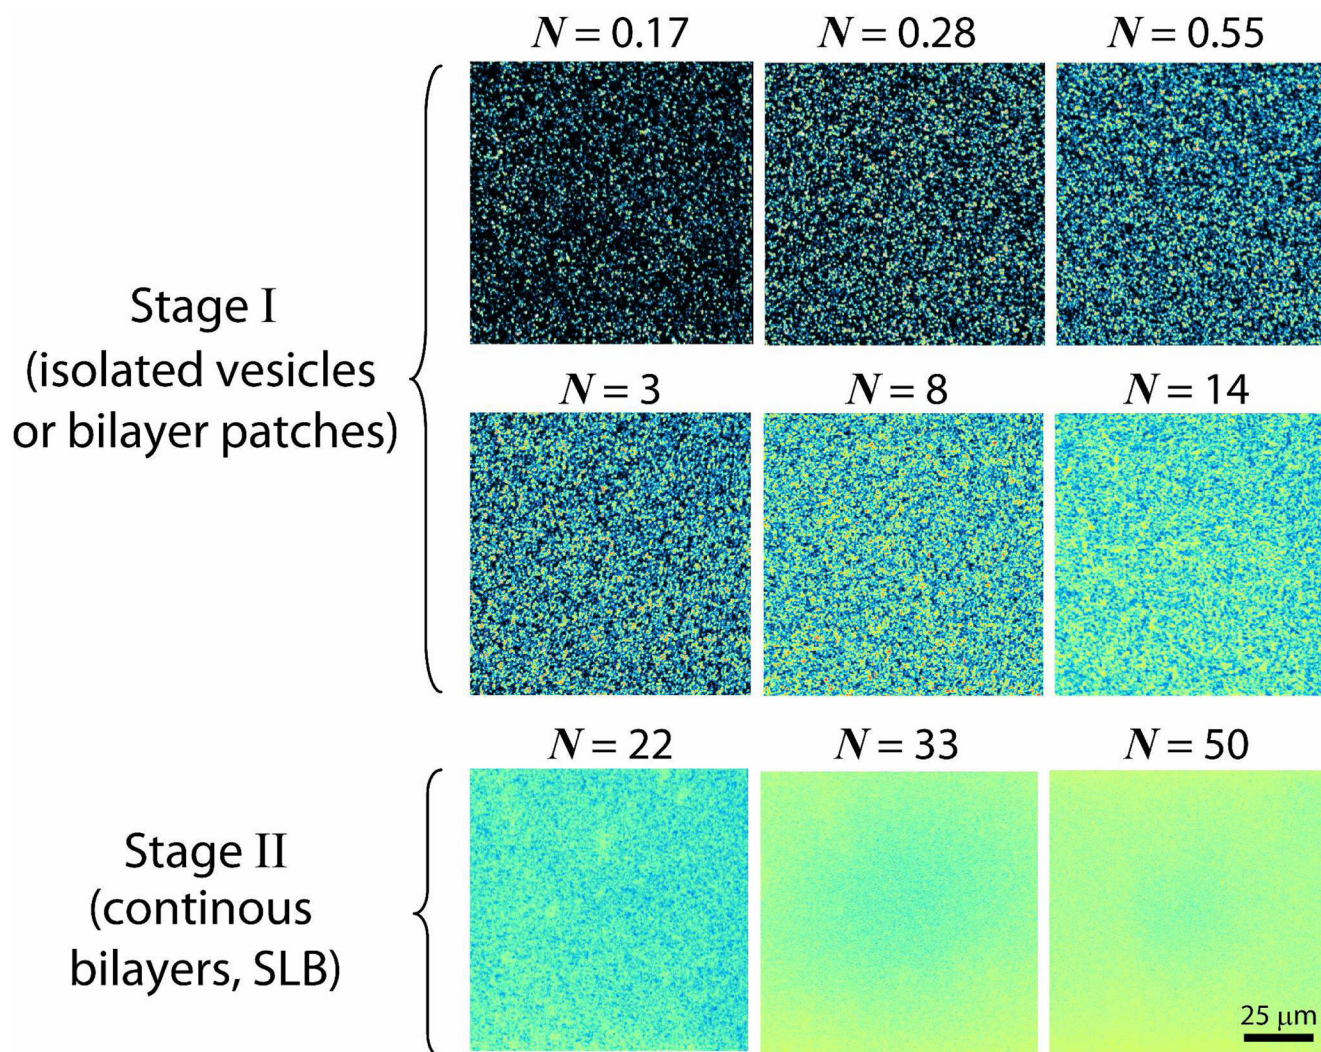 N = 0.17
N = 0.28
N = 0.55
Stage I
(isolated vesicles
or bilayer patches)
N = 3
N = 8
N = 14
N = 22
N = 33
N = 50
Stage II
(continous
bilayers, SLB)
25 μm